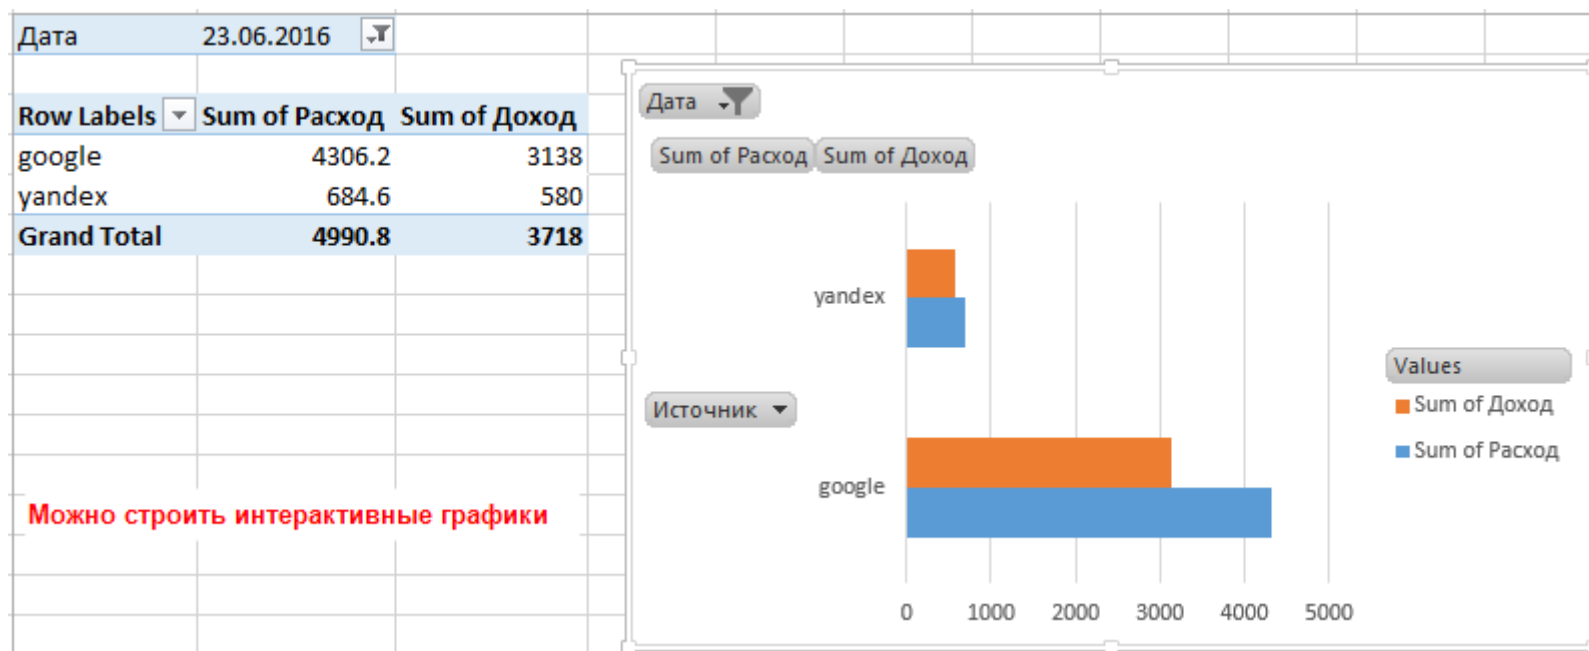 Дата 23.06.2016
Row Labels Sum of Расход Sum of Доход
google 4306.2 3138
yandex 684.6 580
Grand Total 4990.8 3718
Можно строить интерактивные графики
Дата
Sum of Расход Sum of Доход
yandex
Источник
google
0 1000 2000 3000 4000 5000
Values
Sum of Доход
Sum of Расход